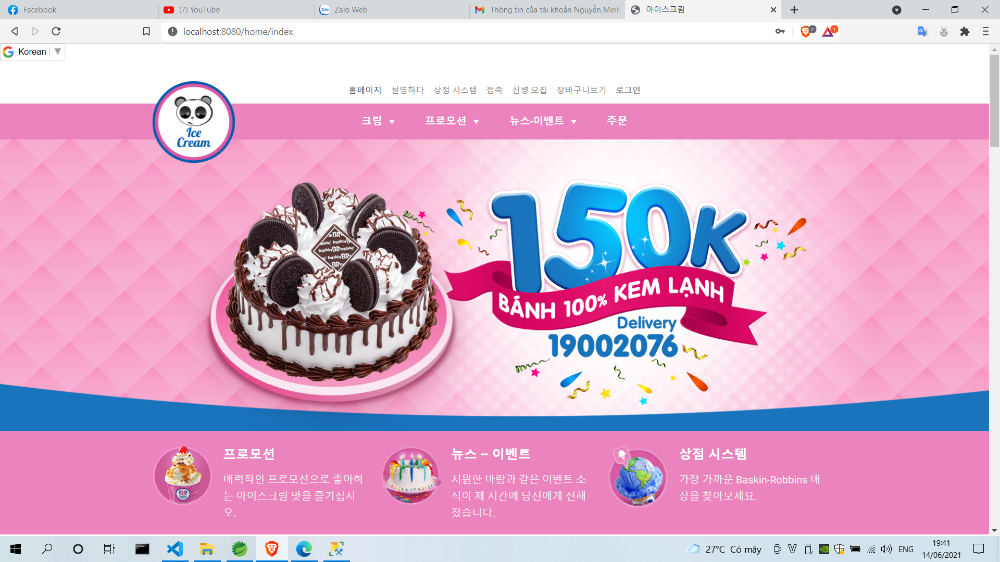 Facebook
(7) YouTube
Zalo Web
Thông tin của tài khoản Nguyễn Minh
아이스크림
localhost:8080/home/index
2
1
Korean
홈페이지 설명하다 상점 시스템 접촉 신병 모집 장바구니보기 로그인
Ice
Cream
크림 프로모션 뉴스-이벤트 주문
150K
BÁNH 100% KEM LẠNH
Delivery
19002076
baskin BR robbins
프로모션
매력적인 프로모션으로 좋아하
는 아이스크림 맛을 즐기십시
오.
뉴스 – 이벤트
시원한 바람과 같은 이벤트 소
식이 제 시간에 당신에게 전해
졌습니다.
상점 시스템
가장 가까운 Baskin-Robbins 매
장을 찾아보세요.
BR
27°C Có mây
ENG
19:41
14/06/2021